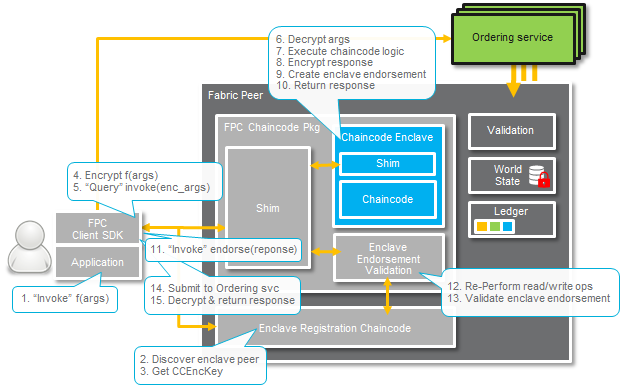 6. Decrypt args
7. Execute chaincode logic
8. Encrypt response
9. Create enclave endorsement
10. Return response
Ordering service
Fabric Peer
FPC Chaincode Pkg
Chaincode Enclave
Shim
Chaincode
Shim
Validation
World
State
Ledger
4. Encrypt f(args)
5. “Query” invoke(enc_args)
FPC
Client SDK
Application
11. “Invoke” endorse(reponse)
Enclave
Endorsement
Validation
1. “Invoke” f(args)
14. Submit to Ordering svc
15. Decrypt & return response
12. Re-Perform read/write ops
13. Validate enclave endorsement
Enclave Registration Chaincode
2. Discover enclave peer
3. Get CCEncKey